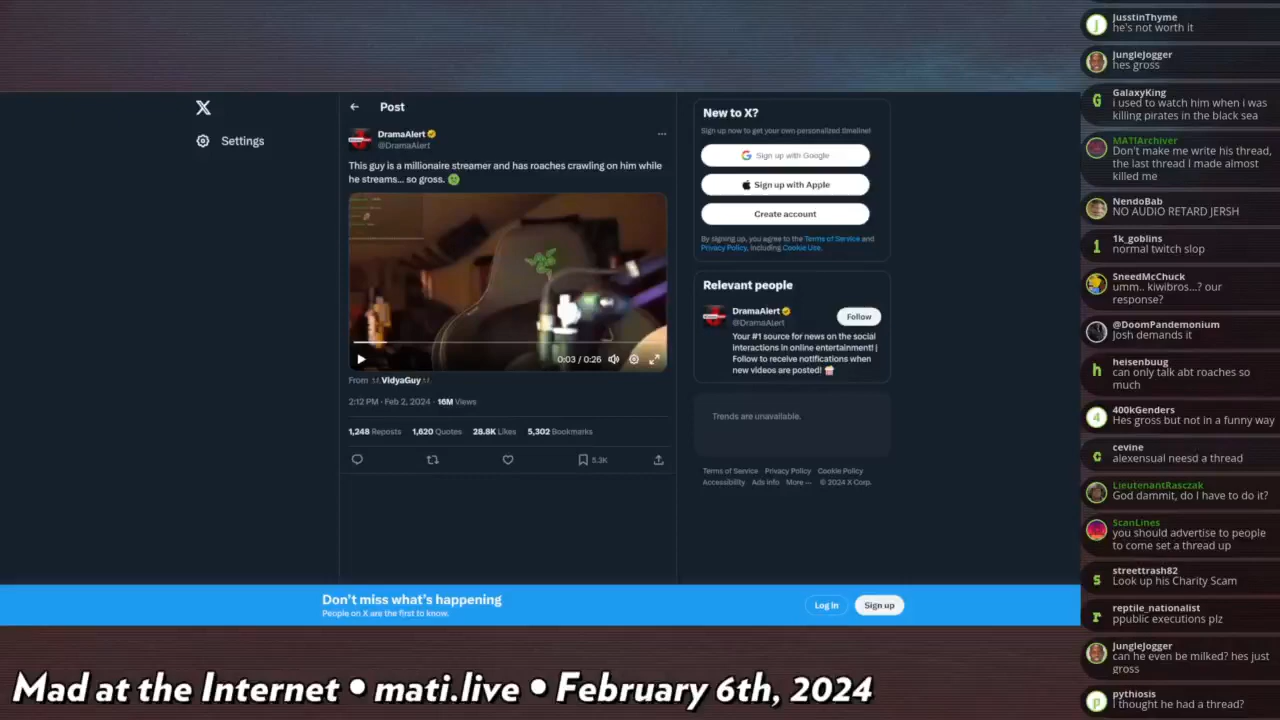 Post
Settings
DramaAlert
@DramaAlert
This guy is a millionaire streamer and has roaches crawling on him while
he streams... so gross.
0:03 / 0:26
From VidyaGuy
2:12 PM · Feb 2, 2024 · 16M Views
1,248 Reposts 1,620 Quotes 28.8K Likes 5,302 Bookmarks
5.3K
New to X?
Sign up now to get your own personalized timeline!
Sign up with Google
Sign up with Apple
Create account
By signing up, you agree to the Terms of Service and
Privacy Policy, including Cookie Use.
Relevant people
DramaAlert
@DramaAlert
Follow
Your #1 source for news on the social
interactions in online entertainment! |
Follow to receive notifications when
new videos are posted!
Trends are unavailable.
Terms of Service Privacy Policy Cookie Policy
Accessibility Ads info More © 2024 X Corp.
Don't miss what's happening
People on X are the first to know.
Log in
Sign up
Mad at the Internet • mati.live • February 6th, 2024
JusstinThyme
he's not worth it
JungleJogger
hes gross
GalaxyKing
i used to watch him when i was
killing pirates in the black sea
MATIArchiver
Don't make me write his thread,
the last thread I made almost
killed me
NendoBab
NO AUDIO RETARD JERSH
1k_goblins
normal twitch slop
SneedMcChuck
umm.. kiwibros...? our
response?
@DoomPandemonium
Josh demands it
heisenbuug
can only talk abt roaches so
much
400kGenders
Hes gross but not in a funny way
cevine
alexensual neesd a thread
LieutenantRasczak
God dammit, do I have to do it?
ScanLines
you should advertise to people
to come set a thread up
streettrash82
Look up his Charity Scam
reptile_nationalist
ppublic executions plz
JungleJogger
can he even be milked? hes just
gross
pythiosis
I thought he had a thread?